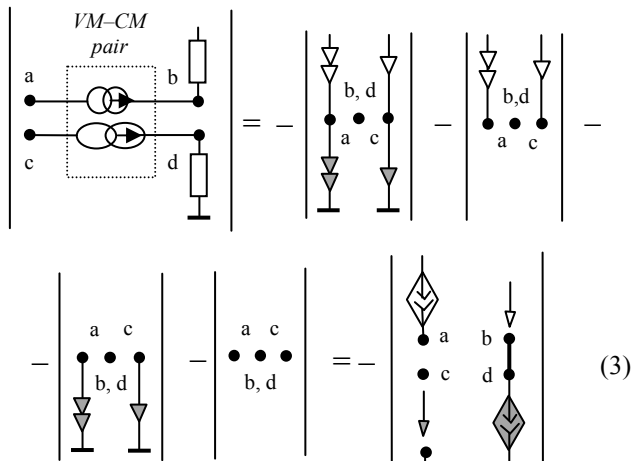 VM–CM
pair
a b
c d
= –
b, d
a c
–
b,d
a c
–
–
a c
b, d
–
a c
b, d
= –
a b
c d
(3)